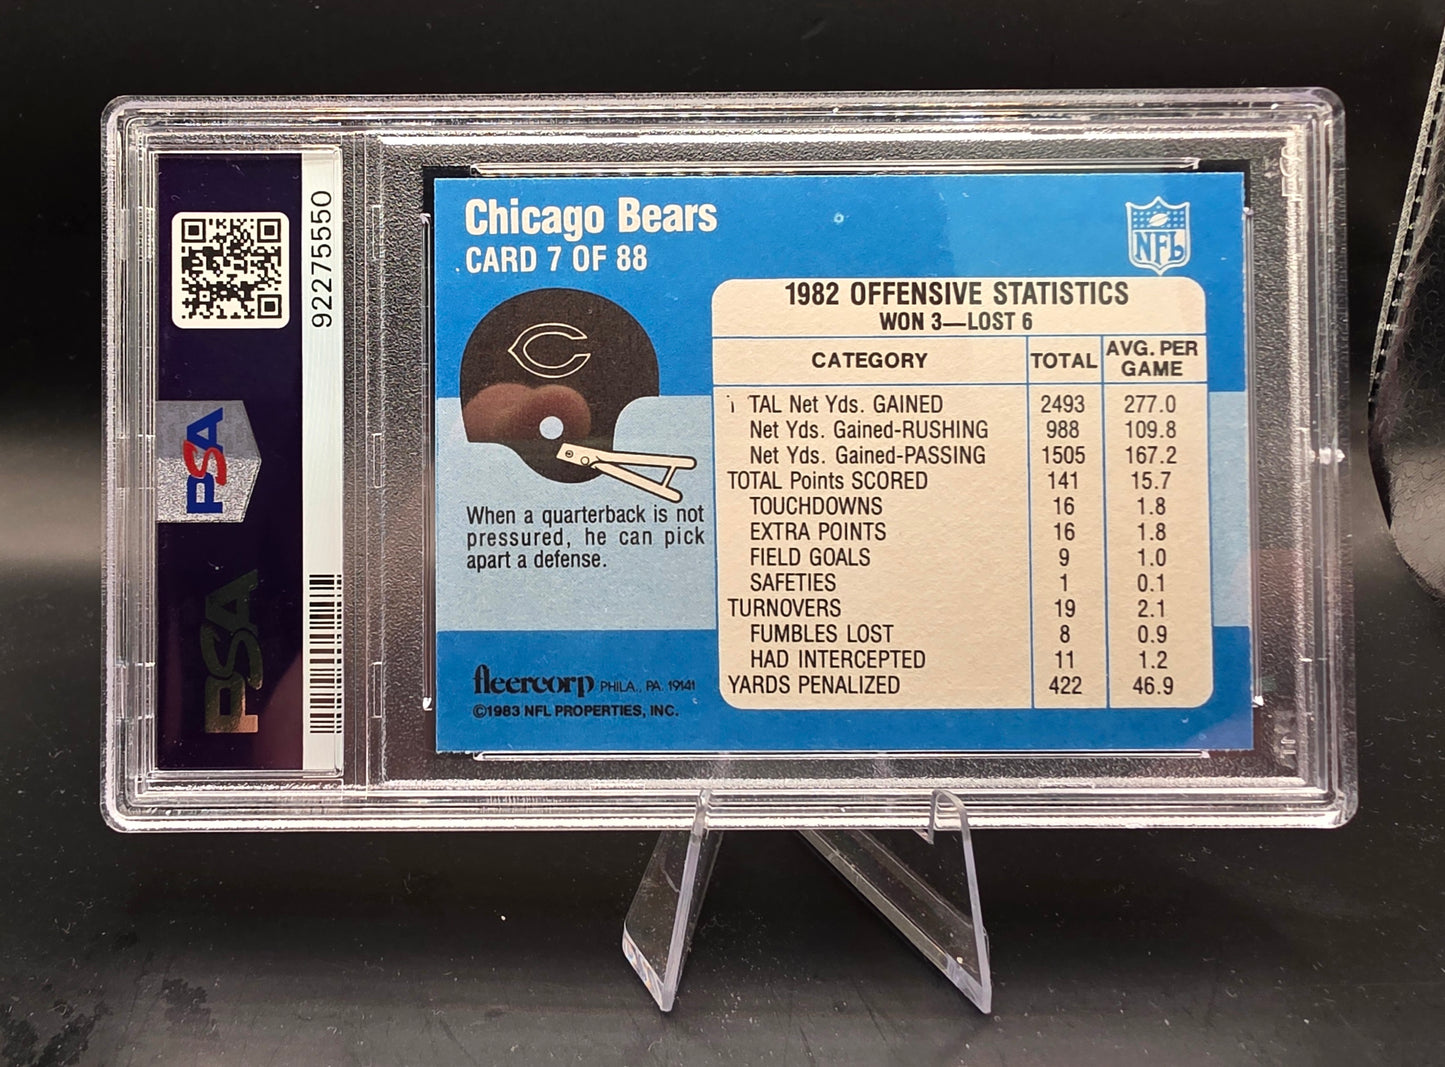 92275550
PSA
PSA
Chicago Bears
CARD 7 OF 88
NFL
1982 OFFENSIVE STATISTICS
WON 3—LOST 6
CATEGORY TOTAL AVG. PER GAME
TAL Net Yds. GAINED 2493 277.0
Net Yds. Gained-RUSHING 988 109.8
Net Yds. Gained-PASSING 1505 167.2
TOTAL Points SCORED 141 15.7
TOUCHDOWNS 16 1.8
EXTRA POINTS 16 1.8
FIELD GOALS 9 1.0
SAFETIES 1 0.1
TURNOVERS 19 2.1
FUMBLES LOST 8 0.9
HAD INTERCEPTED 11 1.2
YARDS PENALIZED 422 46.9
C
When a quarterback is not
pressured, he can pick
apart a defense.
fleercorp PHILA., PA. 19141
©1983 NFL PROPERTIES, INC.